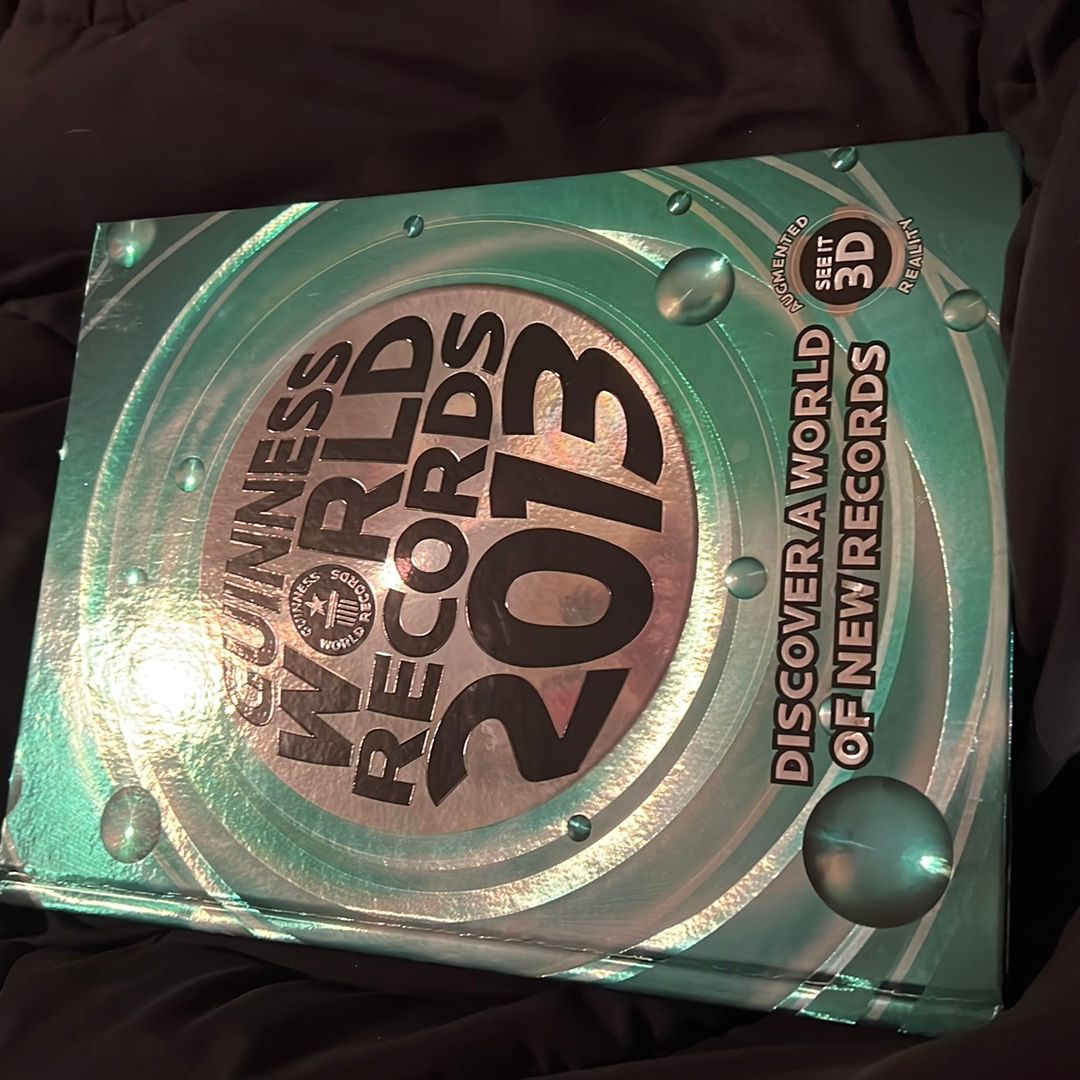 GUINNESS
WORLD
RECORDS
2013
GUINNESS
WORLD RECORDS
DISCOVER A WORLD
OF NEW RECORDS
AUGMENTED
SEE IT
3D
REALITY